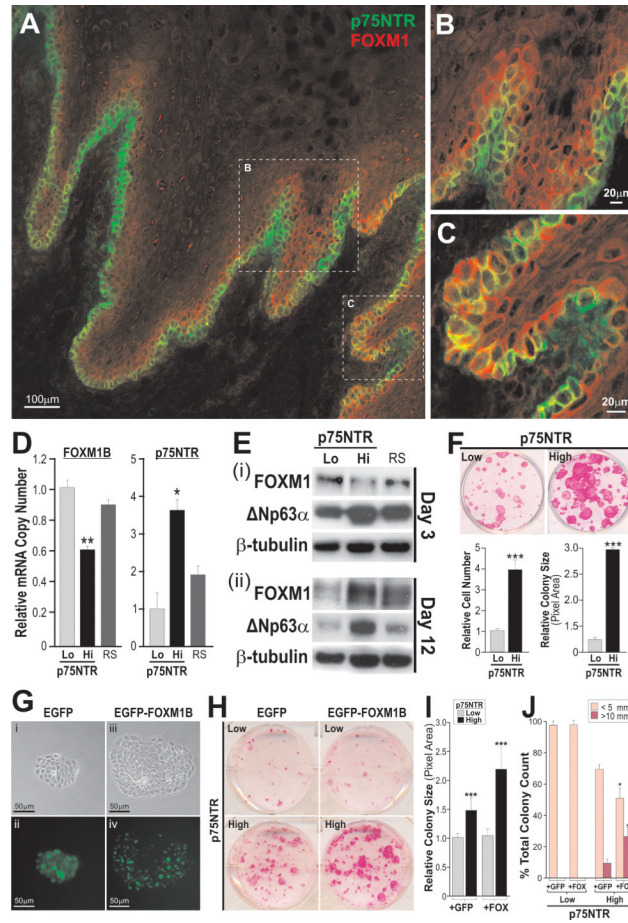 A
p75NTR
FOXM1
B
C
100µm
B
20µm
C
20µm
D
FOXM1B
p75NTR
Relative mRNA Copy Number
1.2
1.0
0.8
0.6
0.4
0.2
0
**
Lo Hi RS
p75NTR
5
4
3
2
1
0
*
Lo Hi RS
p75NTR
E
p75NTR
Lo Hi RS
(i)
FOXM1
ΔNp63α
β-tubulin
Day 3
(ii)
FOXM1
ΔNp63α
β-tubulin
Day 12
F
p75NTR
Low
High
Relative Cell Number
5
4
3
2
1
0
***
Lo Hi
p75NTR
Relative Colony Size
(Pixel Area)
3.0
2.4
1.8
1.2
0.6
0
***
Lo Hi
p75NTR
G
EGFP
EGFP-FOXM1B
i
iii
50µm
50µm
ii
iv
50µm
50µm
H
EGFP
EGFP-FOXM1B
p75NTR
Low
Low
High
High
I
p75NTR
Low
High
Relative Colony Size (Pixel Area)
3.0
2.5
2.0
1.5
1.0
0.5
0
***
***
+GFP
+FOX
J
< 5 mm
>10 mm
% Total Colony Count
100
80
60
40
20
0
*
+GFP +FOX +GFP
Low
High
p75NTR